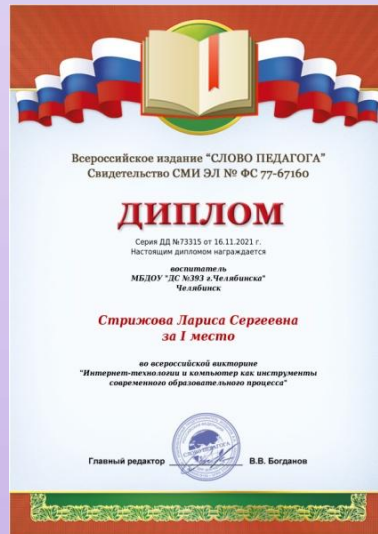 Всероссийское издание “СЛОВО ПЕДАГОГА”
Свидетельство СМИ ЭЛ № ФС 77-67160
ДИПЛОМ
Серия ДД №73315 от 16.11.2021 г.
Настоящим дипломом награждается
воспитатель
МБДОУ "ДС №393 г.Челябинска"
Челябинск
Стрижова Лариса Сергеевна
за I место
во всероссийской викторине
"Интернет-технологии и компьютер как инструменты
современного образовательного процесса"
Главный редактор В.В. Богданов